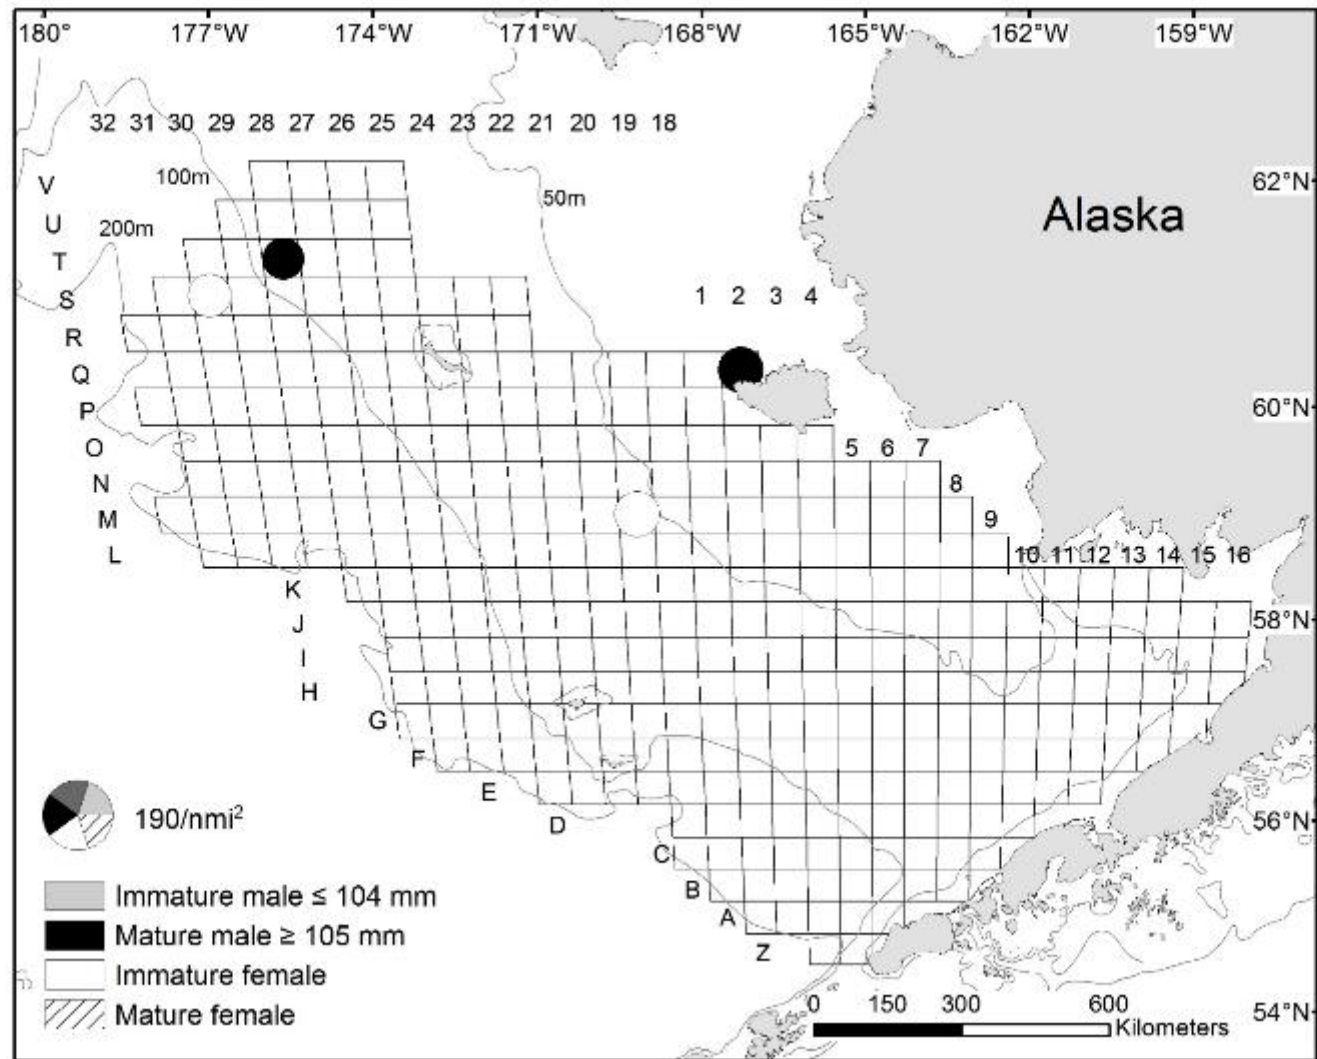 180° 177°W 174°W 171°W 168°W 165°W 162°W 159°W
32 31 30 29 28 27 26 25 24 23 22 21 20 19 18
100m
62°N
V
50m
Alaska
U
200m
T
S
1 2 3 4
R
Q
P
60°N
O
5 6 7
N
8
M
9
L
10 11 12 13 14 15 16
K
58°N
J
I
H
G
F
E
190/nmi²
D
56°N
C
Immature male ≤ 104 mm
B
A
Mature male ≥ 105 mm
Z
Immature female
0 150 300 600
Mature female
Kilometers
54°N